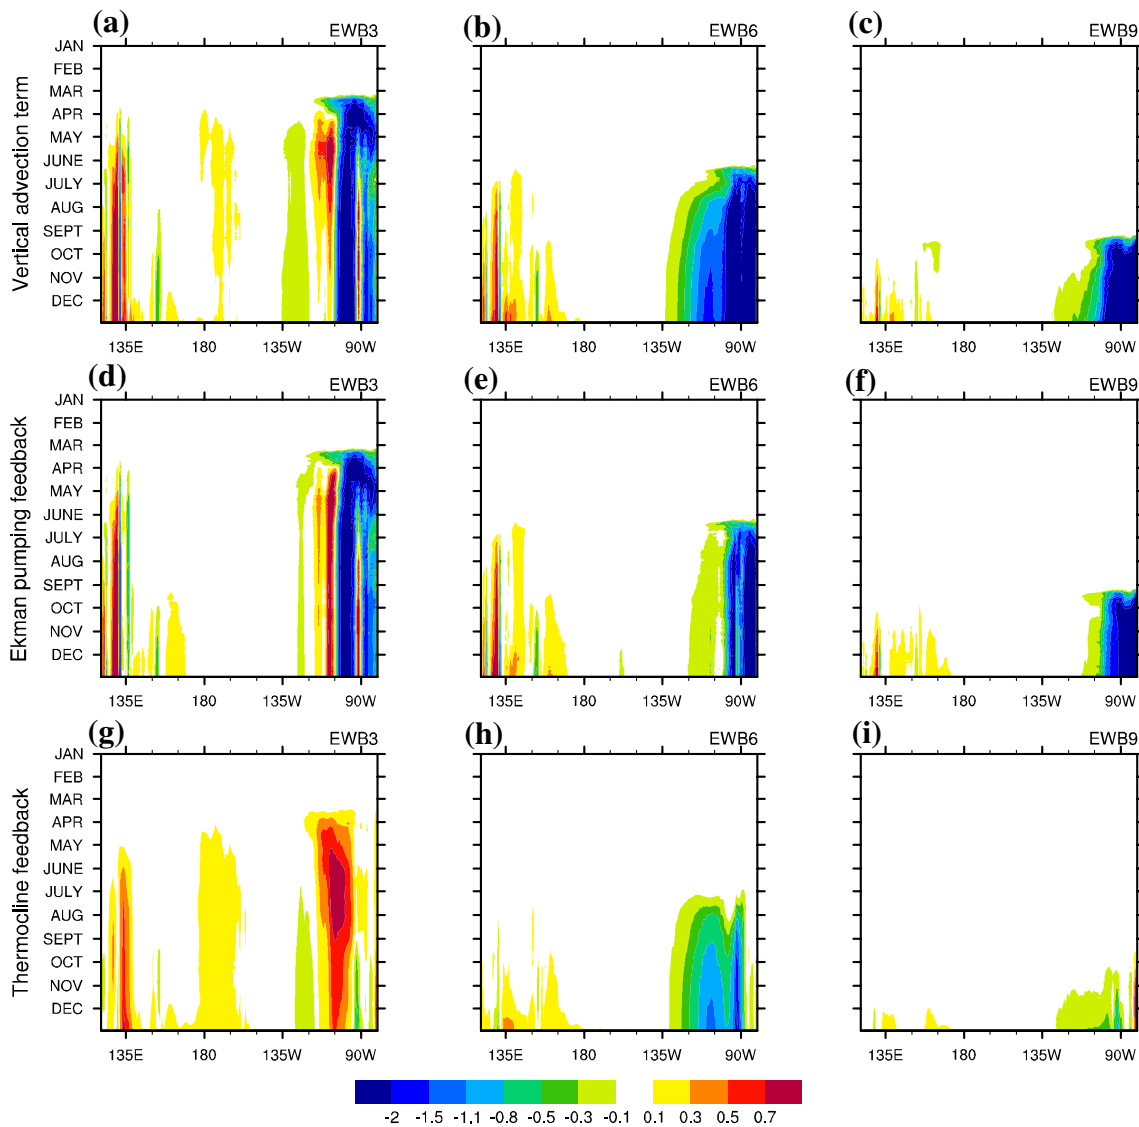 (a) EWB3 (b) EWB6 (c) EWB9
Vertical advection term
JAN
FEB
MAR
APR
MAY
JUNE
JULY
AUG
SEPT
OCT
NOV
DEC
135E 180 135W 90W 135E 180 135W 90W 135E 180 135W 90W
(d) EWB3 (e) EWB6 (f) EWB9
Ekman pumping feedback
JAN
FEB
MAR
APR
MAY
JUNE
JULY
AUG
SEPT
OCT
NOV
DEC
135E 180 135W 90W 135E 180 135W 90W 135E 180 135W 90W
(g) EWB3 (h) EWB6 (i) EWB9
Thermocline feedback
JAN
FEB
MAR
APR
MAY
JUNE
JULY
AUG
SEPT
OCT
NOV
DEC
135E 180 135W 90W 135E 180 135W 90W 135E 180 135W 90W
-2 -1.5 -1.1 -0.8 -0.5 -0.3 -0.1 0.1 0.3 0.5 0.7